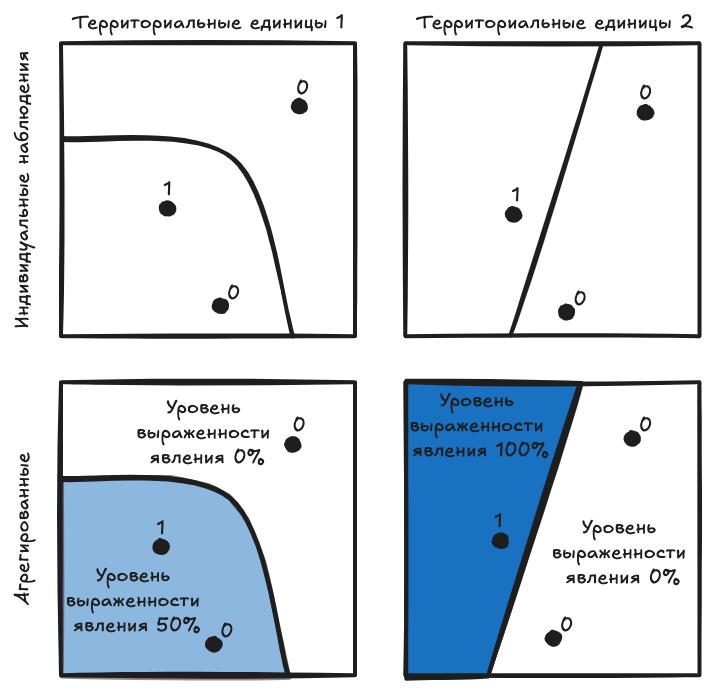 Территориальные единицы 1
Территориальные единицы 2
Индивидуальные наблюдения
0
1
0
0
1
0
Агрегированные
Уровень
выраженности
явления 0%
0
1
Уровень
выраженности
явления 50%
0
Уровень
выраженности
явления 100%
0
1
Уровень
выраженности
явления 0%
0